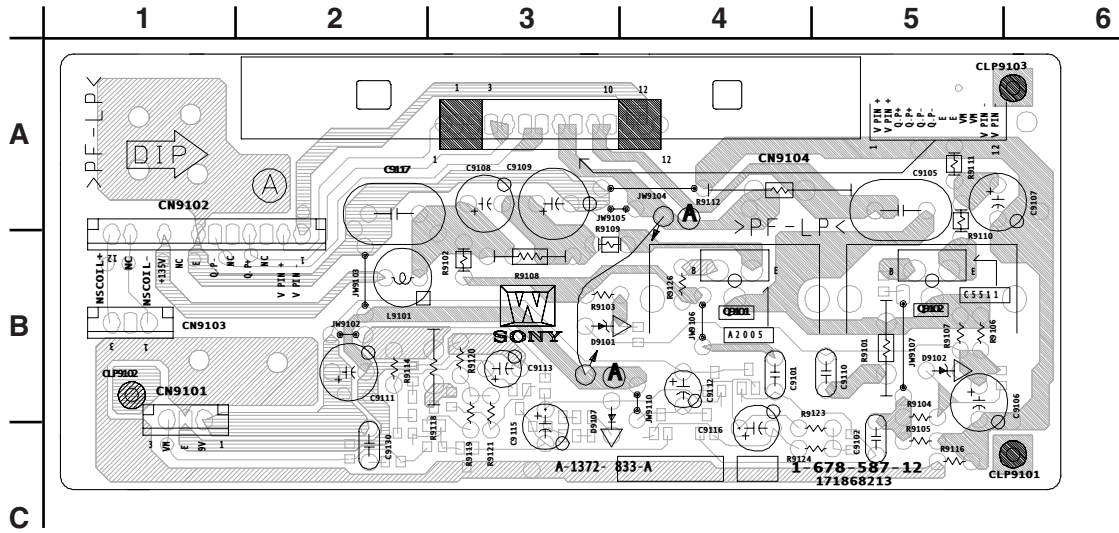 1 2 3 4 5 6
A
B
C
CLP9103
>PF-LP<
DIP
A
1 3 10 12
1 12
CN9104
V PIN +
V PIN +
Q.P+
Q.P+
Q.P-
Q.P-
E
E
VM
VM
V PIN -
V PIN -
1 12
C9117
C9108
C9109
JW9104
R9112
C9105
R9111
C9107
CN9102
JW9105
A
>PF-LP<
R9109
R9110
NSCOIL+
12
NC
NSCOIL-
+135V
NC
E
Q.P-
NC
Q.P+
NC
V PIN +
V PIN -
1
JW9103
R9102
R9108
R9126
B E
B E
C5511
L9101
W
SONY
R9103
D9101
Q9101
Q9102
A2005
JW9106
CN9103
3 1
JW9102
R9101
JW9107
R9107
R9106
D9102
R9114
R9120
C9113
A
C9112
C9101
C9110
CLP9102
CN9101
C9111
JW9110
C9106
R9118
C9115
D9107
C9116
R9123
R9104
R9105
3
VM
E
9V
1
C9130
R9119
R9121
C9102
R9116
R9124
A-1372- 833-A
1-678-587-12
171868213
CLP9101